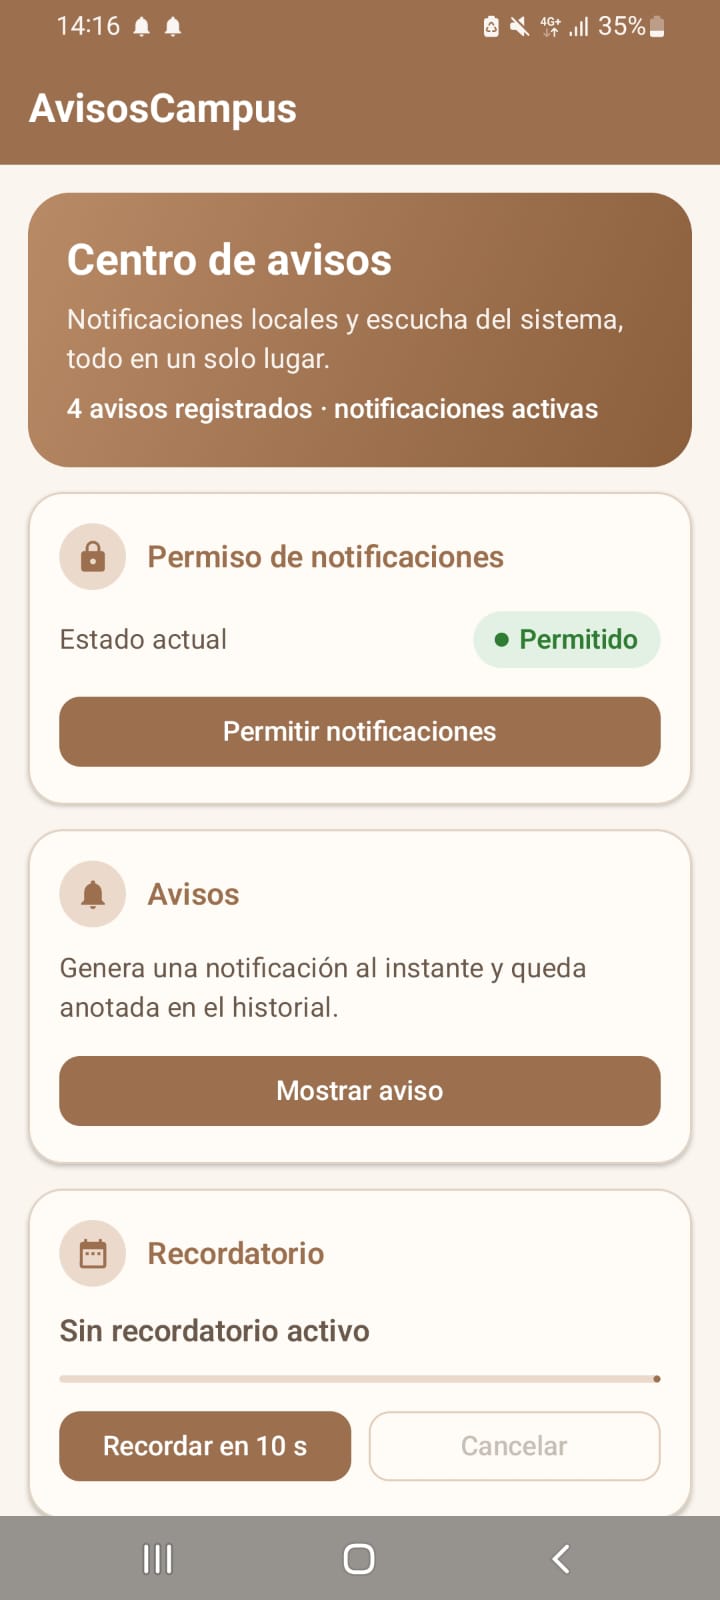 14:16
4G+
35%
AvisosCampus
Centro de avisos
Notificaciones locales y escucha del sistema,
todo en un solo lugar.
4 avisos registrados · notificaciones activas
Permiso de notificaciones
Estado actual
Permitido
Permitir notificaciones
Avisos
Genera una notificación al instante y queda
anotada en el historial.
Mostrar aviso
Recordatorio
Sin recordatorio activo
Recordar en 10 s
Cancelar